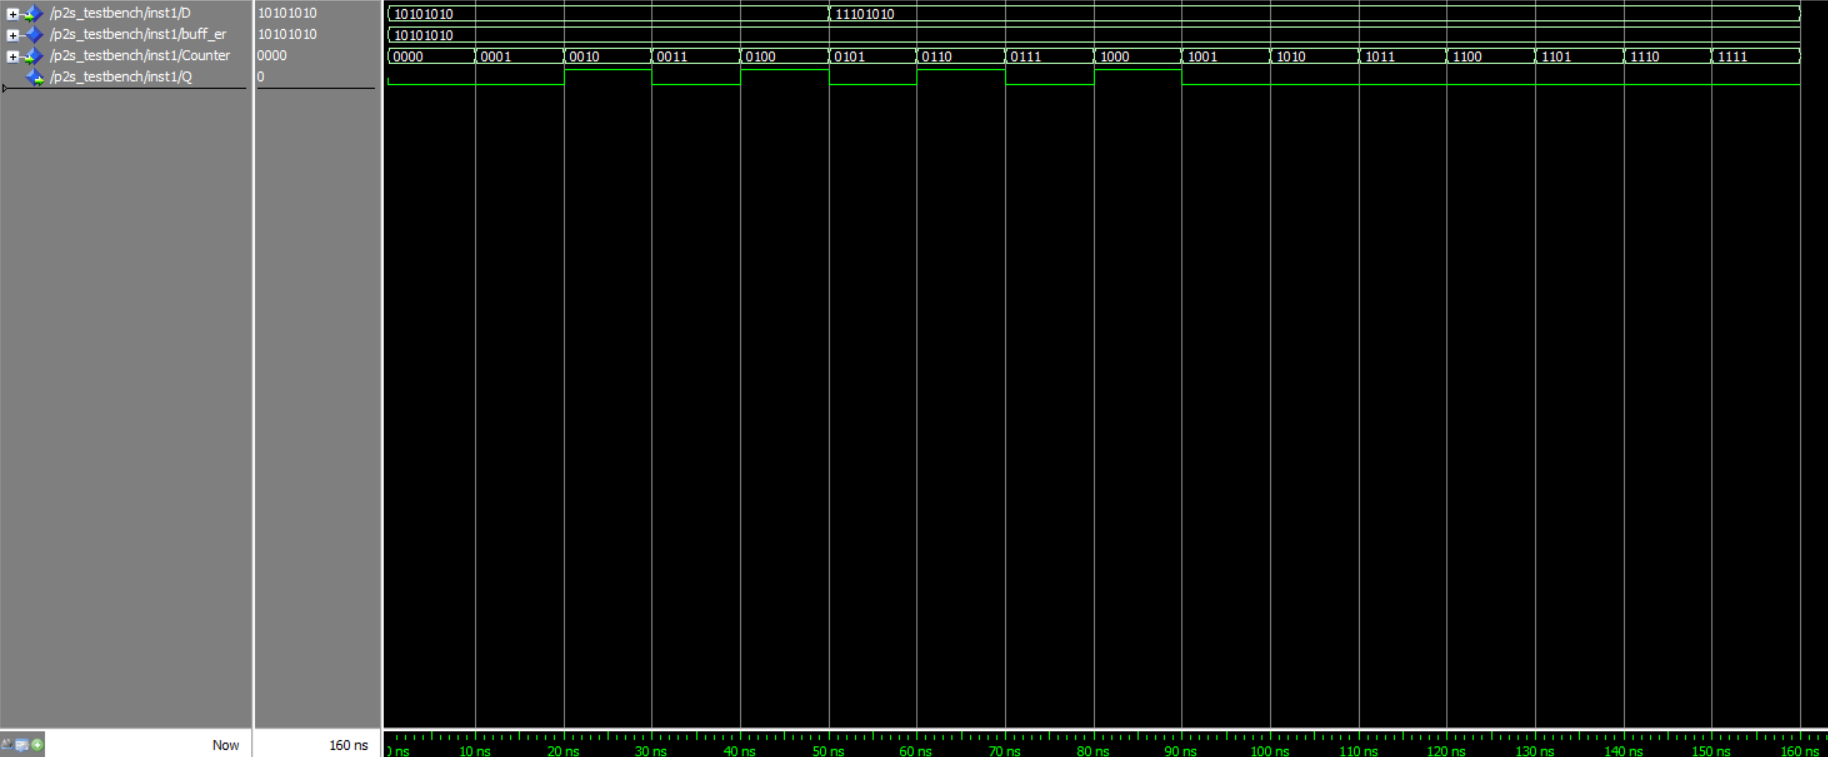 /p2s_testbench/inst1/D 10101010 10101010 11101010
/p2s_testbench/inst1/buff_er 10101010 10101010
/p2s_testbench/inst1/Counter 0000 0000 0001 0010 0011 0100 0101 0110 0111 1000 1001 1010 1011 1100 1101 1110 1111
/p2s_testbench/inst1/Q 0
Now 160 ns ns 10 ns 20 ns 30 ns 40 ns 50 ns 60 ns 70 ns 80 ns 90 ns 100 ns 110 ns 120 ns 130 ns 140 ns 150 ns 160 ns